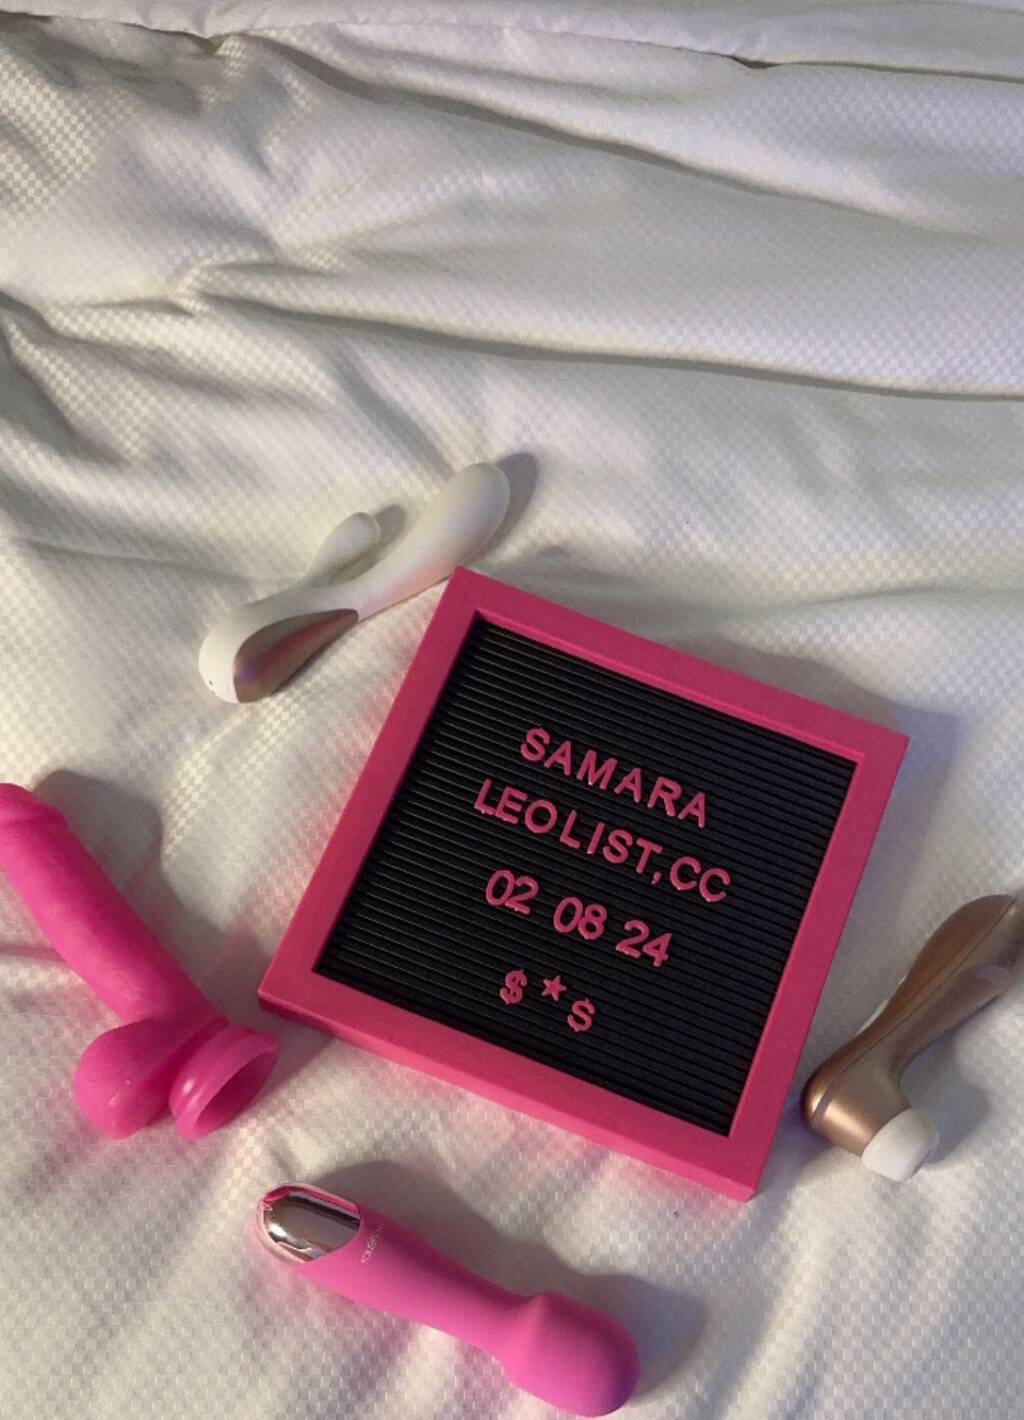 SAMARA
LEOLIST,CC
02 08 24
$ * $